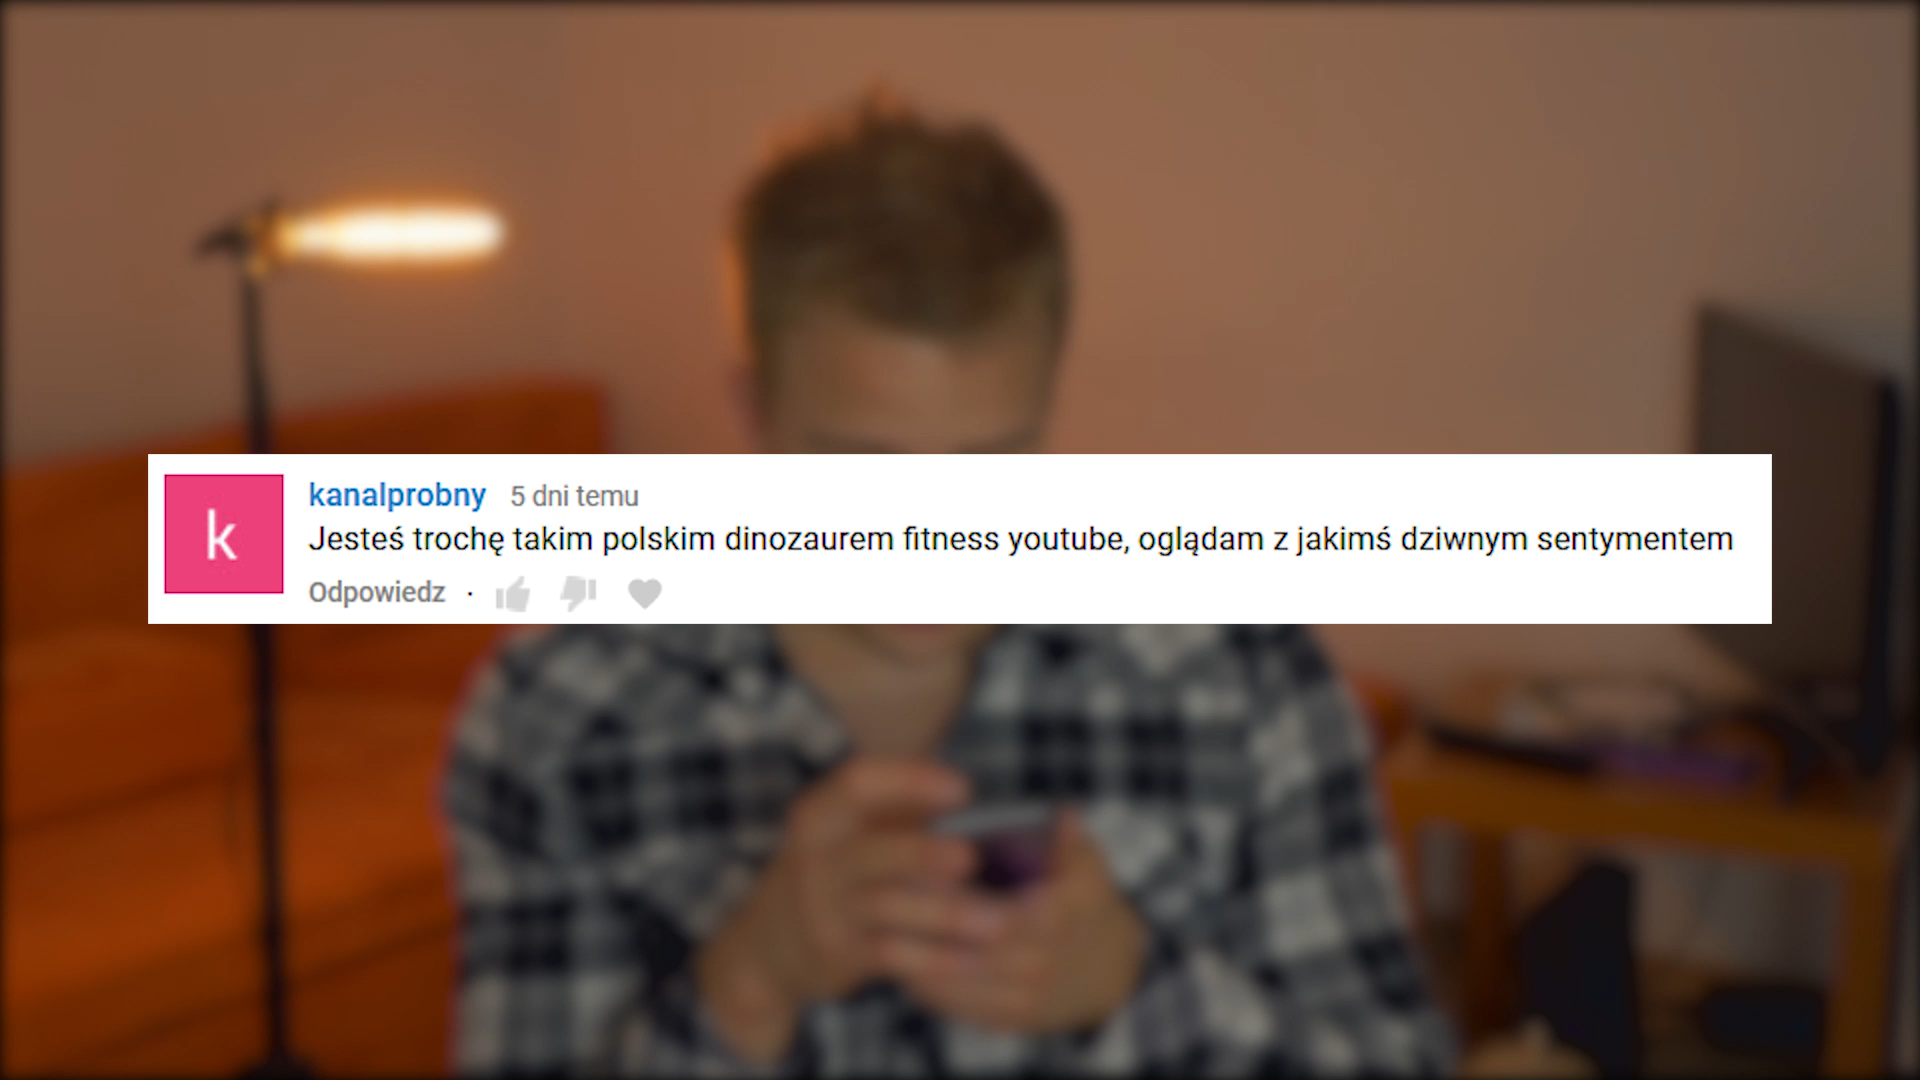 k
kanalprobny 5 dni temu
Jesteś trochę takim polskim dinozaurem fitness youtube, oglądam z jakimś dziwnym sentymentem
Odpowiedz ·